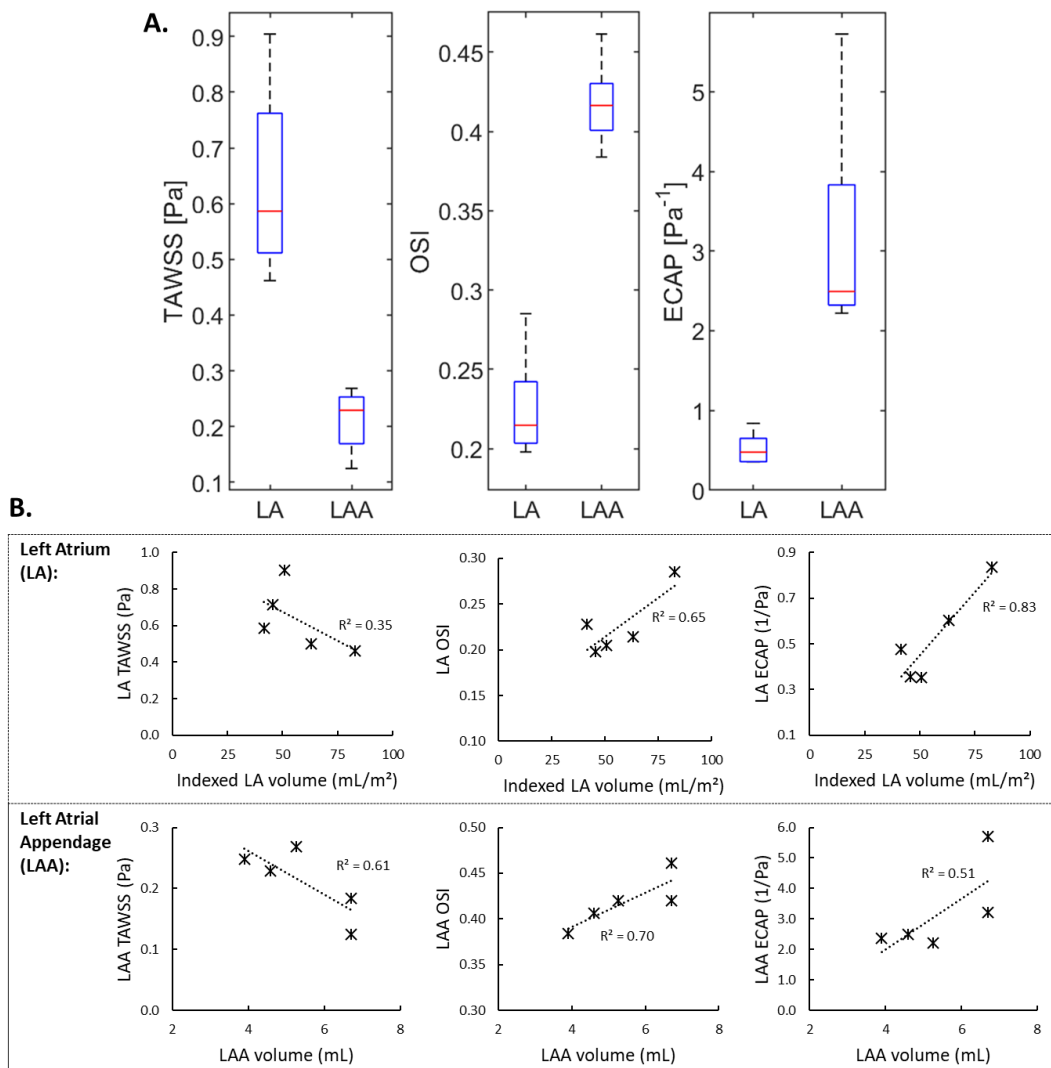 A.
TAWSS [Pa]
0.9
0.8
0.7
0.6
0.5
0.4
0.3
0.2
0.1
LA LAA
OSI
0.45
0.4
0.35
0.3
0.25
0.2
LA LAA
ECAP [Pa⁻¹]
5
4
3
2
1
0
LA LAA
B.
Left Atrium
(LA):
LA TAWSS (Pa)
1.0
0.8
0.6
0.4
0.2
0.0
R² = 0.35
0 25 50 75 100
Indexed LA volume (mL/m²)
LA OSI
0.30
0.20
0.10
R² = 0.65
0 25 50 75 100
Indexed LA volume (mL/m²)
LA ECAP (1/Pa)
0.9
0.7
0.5
0.3
0.1
R² = 0.83
0 25 50 75 100
Indexed LA volume (mL/m²)
Left Atrial
Appendage
(LAA):
LAA TAWSS (Pa)
0.3
0.2
0.1
0.0
R² = 0.61
2 4 6 8
LAA volume (mL)
LAA OSI
0.50
0.45
0.40
0.35
0.30
R² = 0.70
2 4 6 8
LAA volume (mL)
LAA ECAP (1/Pa)
6.0
5.0
4.0
3.0
2.0
1.0
0.0
R² = 0.51
2 4 6 8
LAA volume (mL)